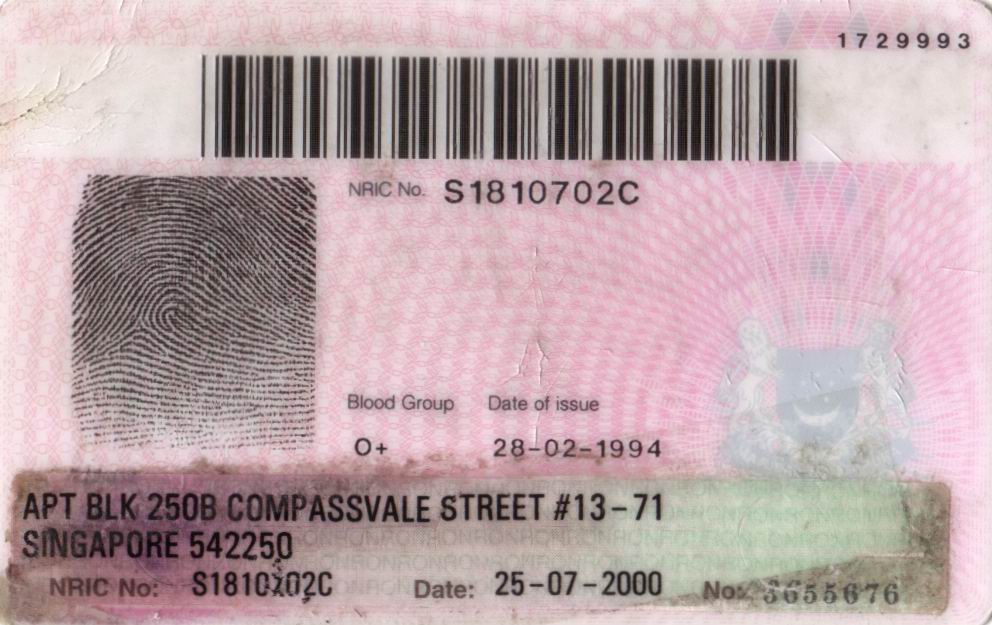 1729993
NRIC No. S1810702C
Blood Group Date of issue
O+ 28-02-1994
APT BLK 250B COMPASSVALE STREET #13-71
SINGAPORE 542250
NRIC No: S1810702C Date: 25-07-2000 No: 3655676